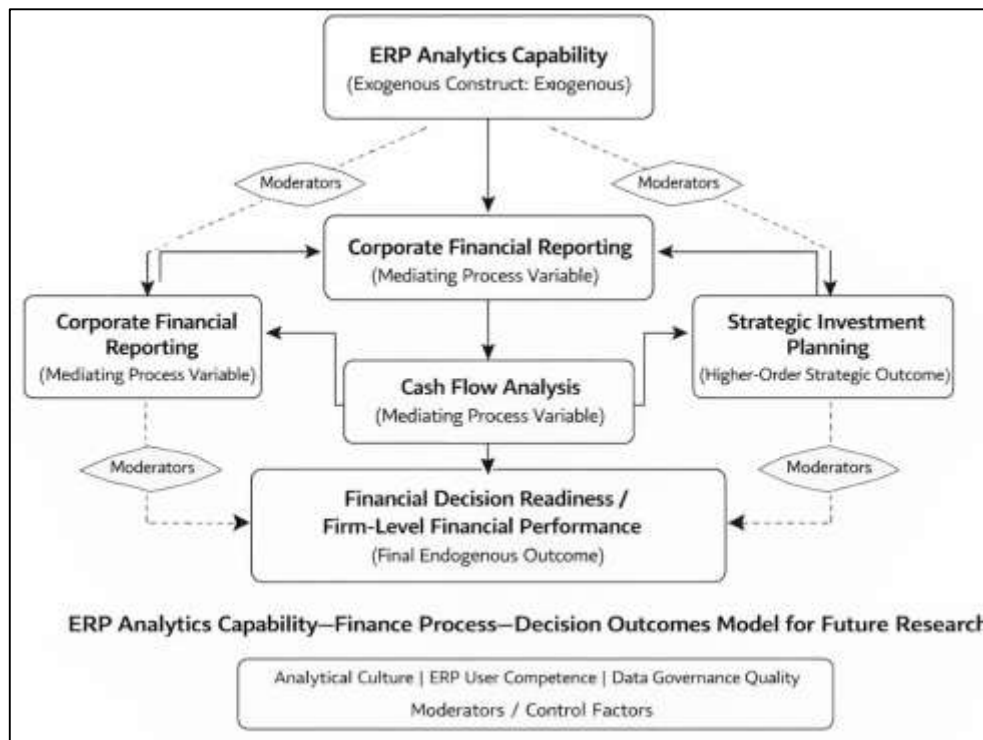 ERP Analytics Capability
(Exogenous Construct: Exogenous)
Moderators
Moderators
Corporate Financial Reporting
(Mediating Process Variable)
Corporate Financial
Reporting
(Mediating Process Variable)
Strategic Investment
Planning
(Higher-Order Strategic Outcome)
Cash Flow Analysis
(Mediating Process Variable)
Moderators
Moderators
Financial Decision Readiness /
Firm-Level Financial Performance
(Final Endogenous Outcome)
ERP Analytics Capability—Finance Process—Decision Outcomes Model for Future Research
Analytical Culture | ERP User Competence | Data Governance Quality
Moderators / Control Factors